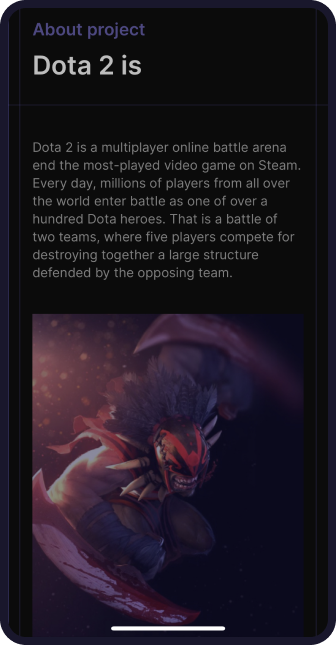 About project
Dota 2 is
Dota 2 is a multiplayer online battle arena
end the most-played video game on Steam.
Every day, millions of players from all over
the world enter battle as one of over a
hundred Dota heroes. That is a battle of
two teams, where five players compete for
destroying together a large structure
defended by the opposing team.